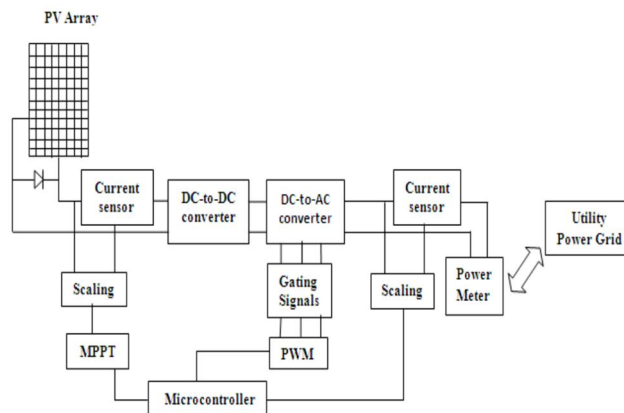 PV Array
Current
sensor
DC-to-DC
converter
DC-to-AC
converter
Current
sensor
Utility
Power Grid
Scaling
Gating
Signals
Scaling
Power
Meter
MPPT
PWM
Microcontroller